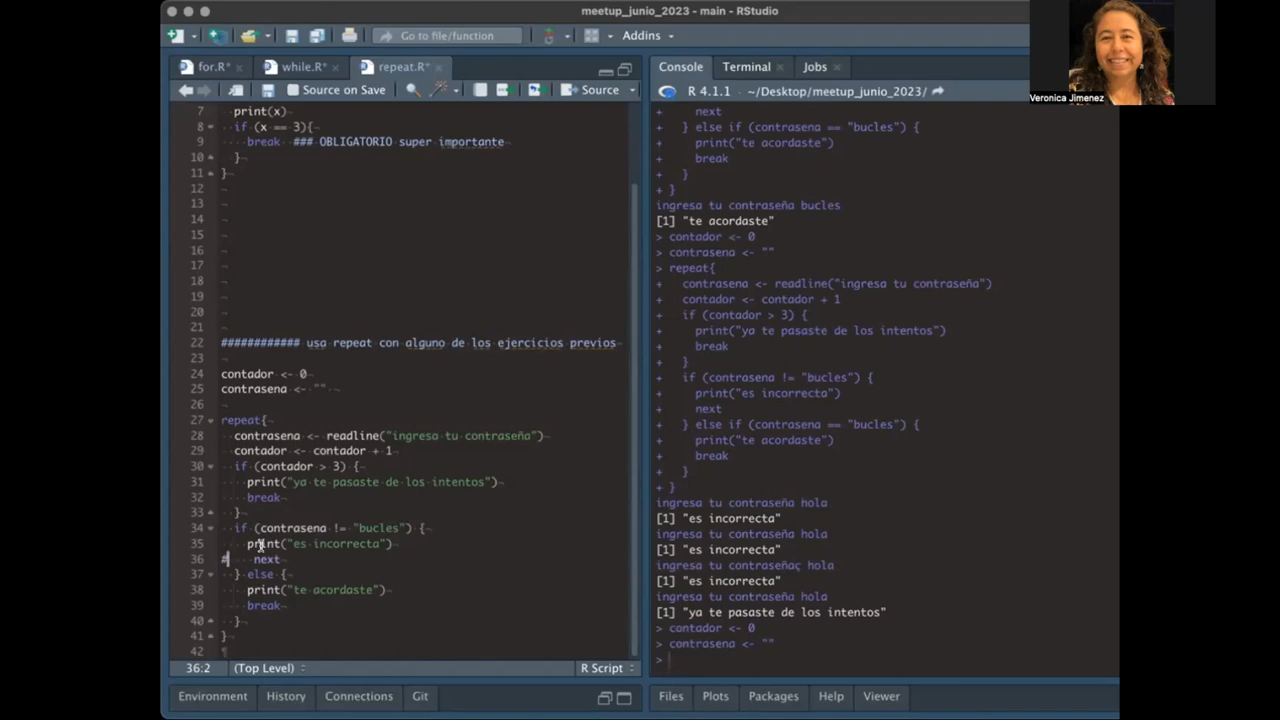 meetup_junio_2023 - main - RStudio
Go to file/function
Addins
for.R*
while.R*
repeat.R*
Source on Save
Source
7 print(x)
8 if (x == 3){
9 break ### OBLIGATORIO super importante
10 }
11 }
12
13
14
15
16
17
18
19
20
21
22 ############ usa repeat con alguno de los ejercicios previos
23
24 contador <- 0
25 contrasena <- ""
26
27 repeat{
28 contrasena <- readline("ingresa tu contraseña")
29 contador <- contador + 1
30 if (contador > 3) {
31 print("ya te pasaste de los intentos")
32 break
33 }
34 if (contrasena != "bucles") {
35 print("es incorrecta")
36 # next
37 } else {
38 print("te acordaste")
39 break
40 }
41 }
42
36:2 (Top Level) R Script
Environment History Connections Git
Console Terminal Jobs
R 4.1.1 · ~/Desktop/meetup_junio_2023/
+ next
+ } else if (contrasena == "bucles") {
+ print("te acordaste")
+ break
+ }
+ }
ingresa tu contraseña bucles
[1] "te acordaste"
> contador <- 0
> contrasena <- ""
> repeat{
+ contrasena <- readline("ingresa tu contraseña")
+ contador <- contador + 1
+ if (contador > 3) {
+ print("ya te pasaste de los intentos")
+ break
+ }
+ if (contrasena != "bucles") {
+ print("es incorrecta")
+ next
+ } else if (contrasena == "bucles") {
+ print("te acordaste")
+ break
+ }
+ }
ingresa tu contraseña hola
[1] "es incorrecta"
ingresa tu contraseña hola
[1] "es incorrecta"
ingresa tu contraseñaç hola
[1] "es incorrecta"
ingresa tu contraseña hola
[1] "ya te pasaste de los intentos"
> contador <- 0
> contrasena <- ""
>
Files Plots Packages Help Viewer
Veronica Jimenez